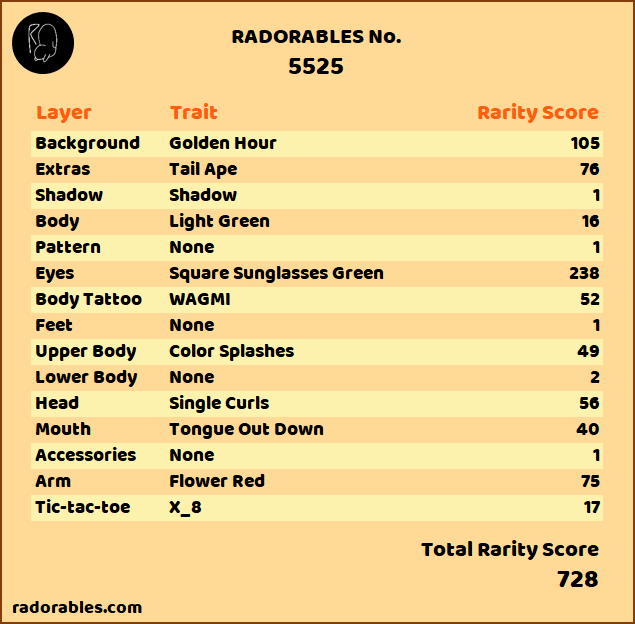 RADORABLES No.
5525
Layer Trait Rarity Score
Background Golden Hour 105
Extras Tail Ape 76
Shadow Shadow 1
Body Light Green 16
Pattern None 1
Eyes Square Sunglasses Green 238
Body Tattoo WAGMI 52
Feet None 1
Upper Body Color Splashes 49
Lower Body None 2
Head Single Curls 56
Mouth Tongue Out Down 40
Accessories None 1
Arm Flower Red 75
Tic-tac-toe X_8 17
Total Rarity Score
728
radorables.com